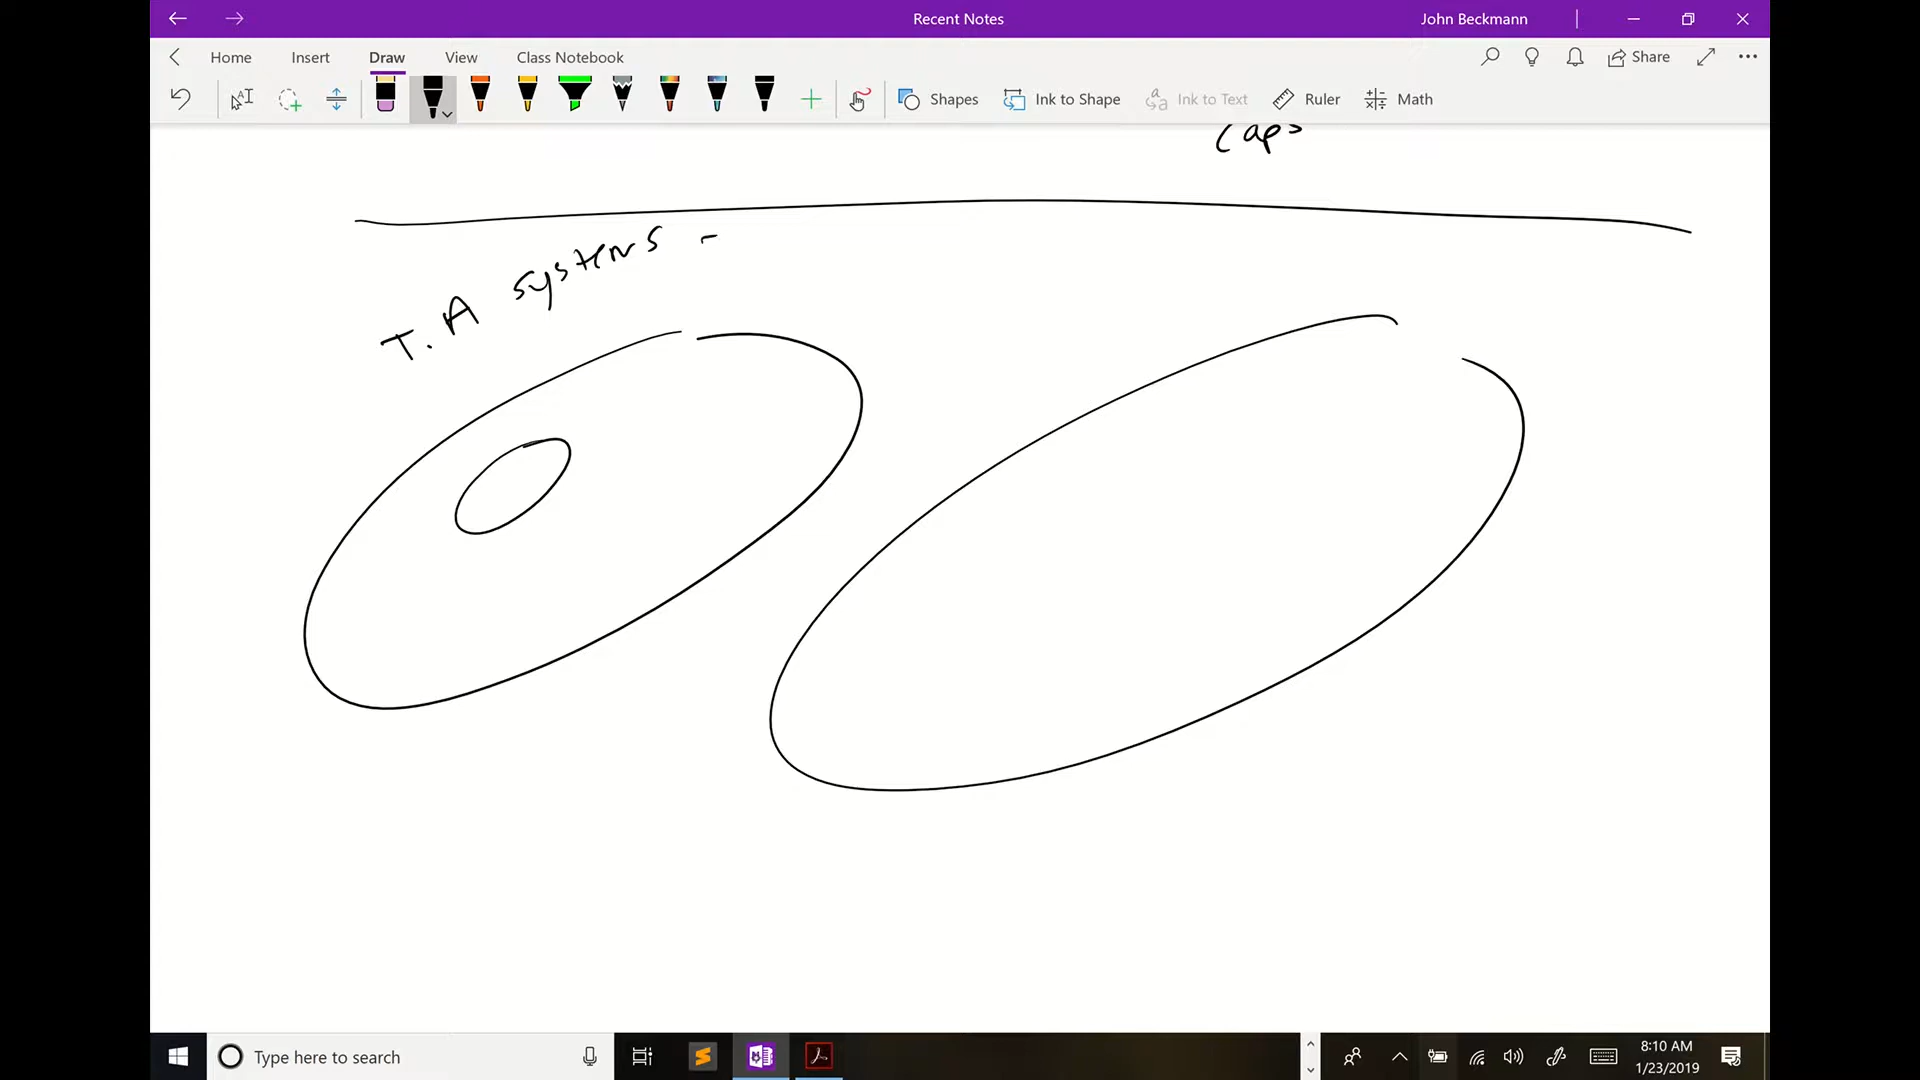 Recent Notes
John Beckmann
Home Insert Draw View Class Notebook
Share
Shapes Ink to Shape Ink to Text Ruler Math
Caps
T.A systems -
Type here to search
8:10 AM
1/23/2019